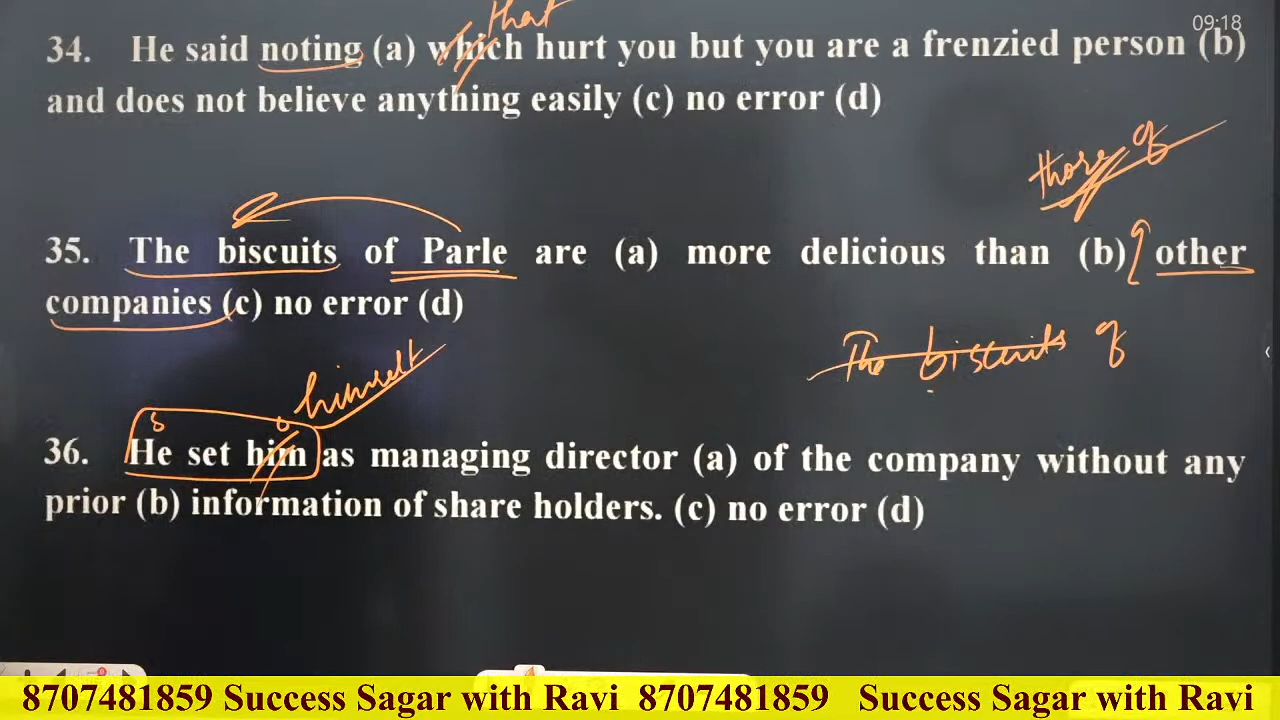 that
09:18
34. He said noting (a) which hurt you but you are a frenzied person (b)
and does not believe anything easily (c) no error (d)
those of
35. The biscuits of Parle are (a) more delicious than (b) other
companies (c) no error (d)
The biscuits of
himself
s o
36. He set him as managing director (a) of the company without any
prior (b) information of share holders. (c) no error (d)
8707481859 Success Sagar with Ravi 8707481859 Success Sagar with Ravi